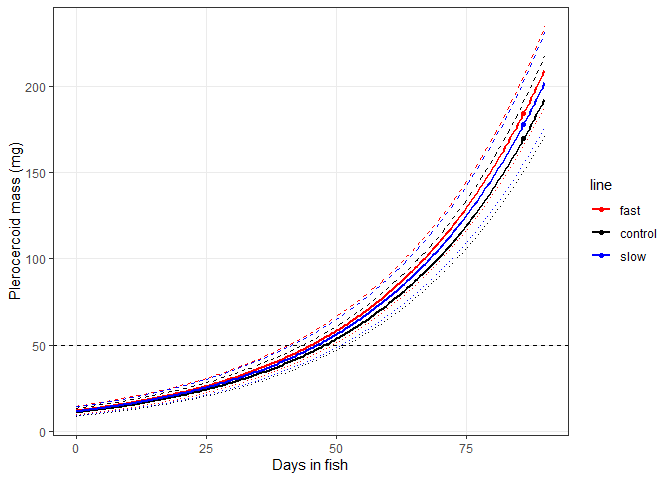 Plerocercoid mass (mg)
200
150
100
50
0
0 25 50 75
Days in fish
line
fast
control
slow